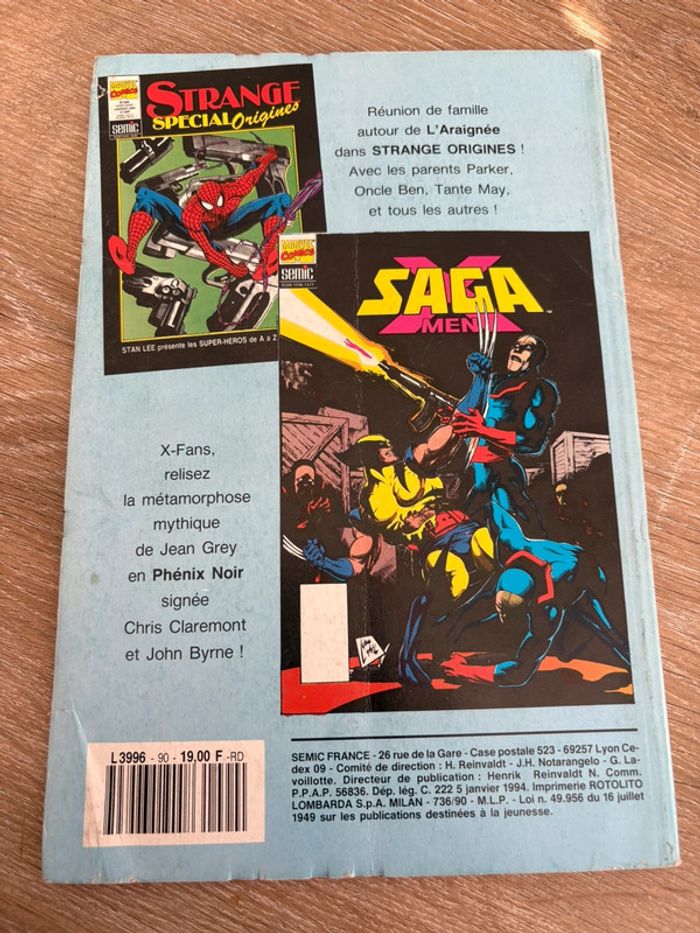 MARVEL
COMICS
semic
STRANGE
SPECIAL Origines
STAN LEE présente les SUPER-HEROS de A à Z
Réunion de famille
autour de L'Araignée
dans STRANGE ORIGINES !
Avec les parents Parker,
Oncle Ben, Tante May,
et tous les autres !
MARVEL
COMICS
semic
X
SAGA
MEN
X-Fans,
relisez
la métamorphose
mythique
de Jean Grey
en Phénix Noir
signée
Chris Claremont
et John Byrne !
L3996 - 90 - 19,00 F -RD
SEMIC FRANCE - 26 rue de la Gare - Case postale 523 - 69257 Lyon Ce-
dex 09 - Comité de direction : H. Reinvaldt - J.H. Notarangelo - G. La-
voillotte. Directeur de publication : Henrik Reinvaldt N. Comm.
P.P.A.P. 56836. Dép. lég. C. 222 5 janvier 1994. Imprimerie ROTOLITO
LOMBARDA S.p.A. MILAN - 736/90 - M.L.P. - Loi n. 49.956 du 16 juillet
1949 sur les publications destinées à la jeunesse.